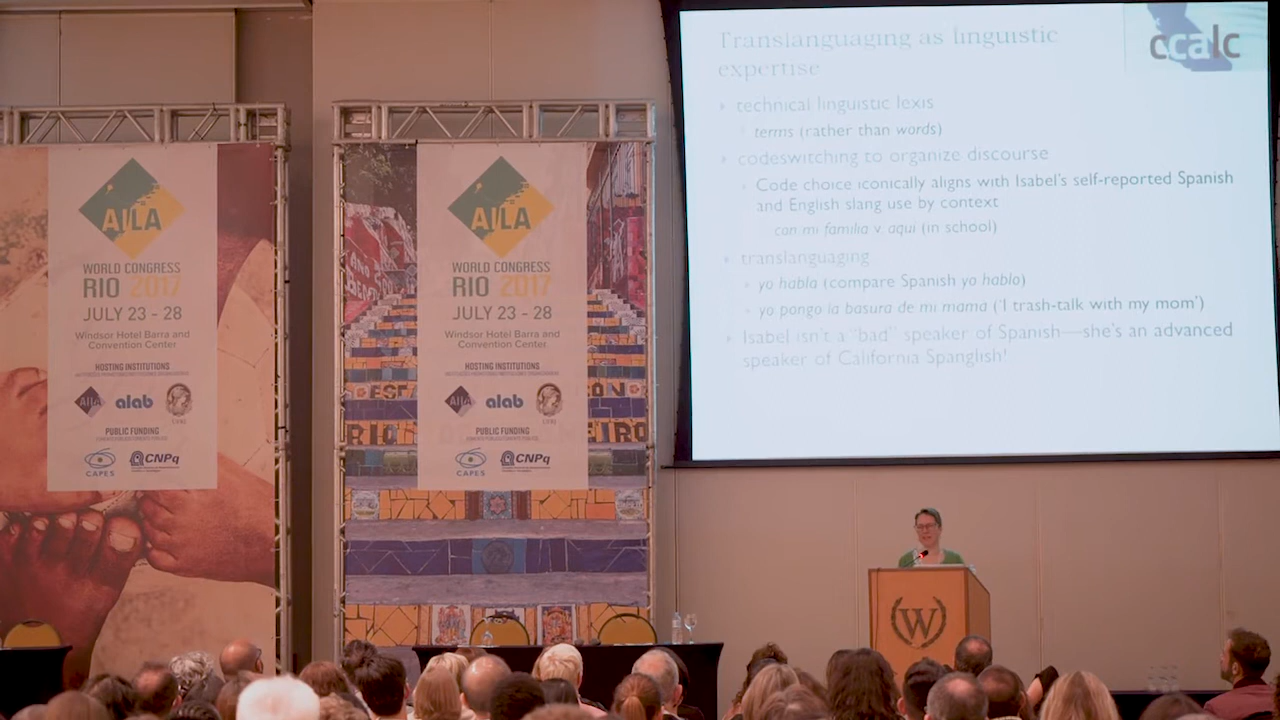 AILA
WORLD CONGRESS
RIO 2017
JULY 23 - 28
Windsor Hotel Barra and
Convention Center
HOSTING INSTITUTIONS
AILA alab
PUBLIC FUNDING
CAPES CNPq
AILA
WORLD CONGRESS
RIO 2017
JULY 23 - 28
Windsor Hotel Barra and
Convention Center
HOSTING INSTITUTIONS
AILA alab
PUBLIC FUNDING
CAPES CNPq
RIO
ccalc
Translanguaging as linguistic
expertise
technical linguistic lexis
terms (rather than words)
codeswitching to organize discourse
Code choice iconically aligns with Isabel's self-reported Spanish
and English slang use by context
con mi familia v. aqui (in school)
translanguaging
yo habla (compare Spanish yo hablo)
yo pongo la basura de mi mama ('I trash-talk with my mom')
Isabel isn't a "bad" speaker of Spanish—she's an advanced
speaker of California Spanglish!
W